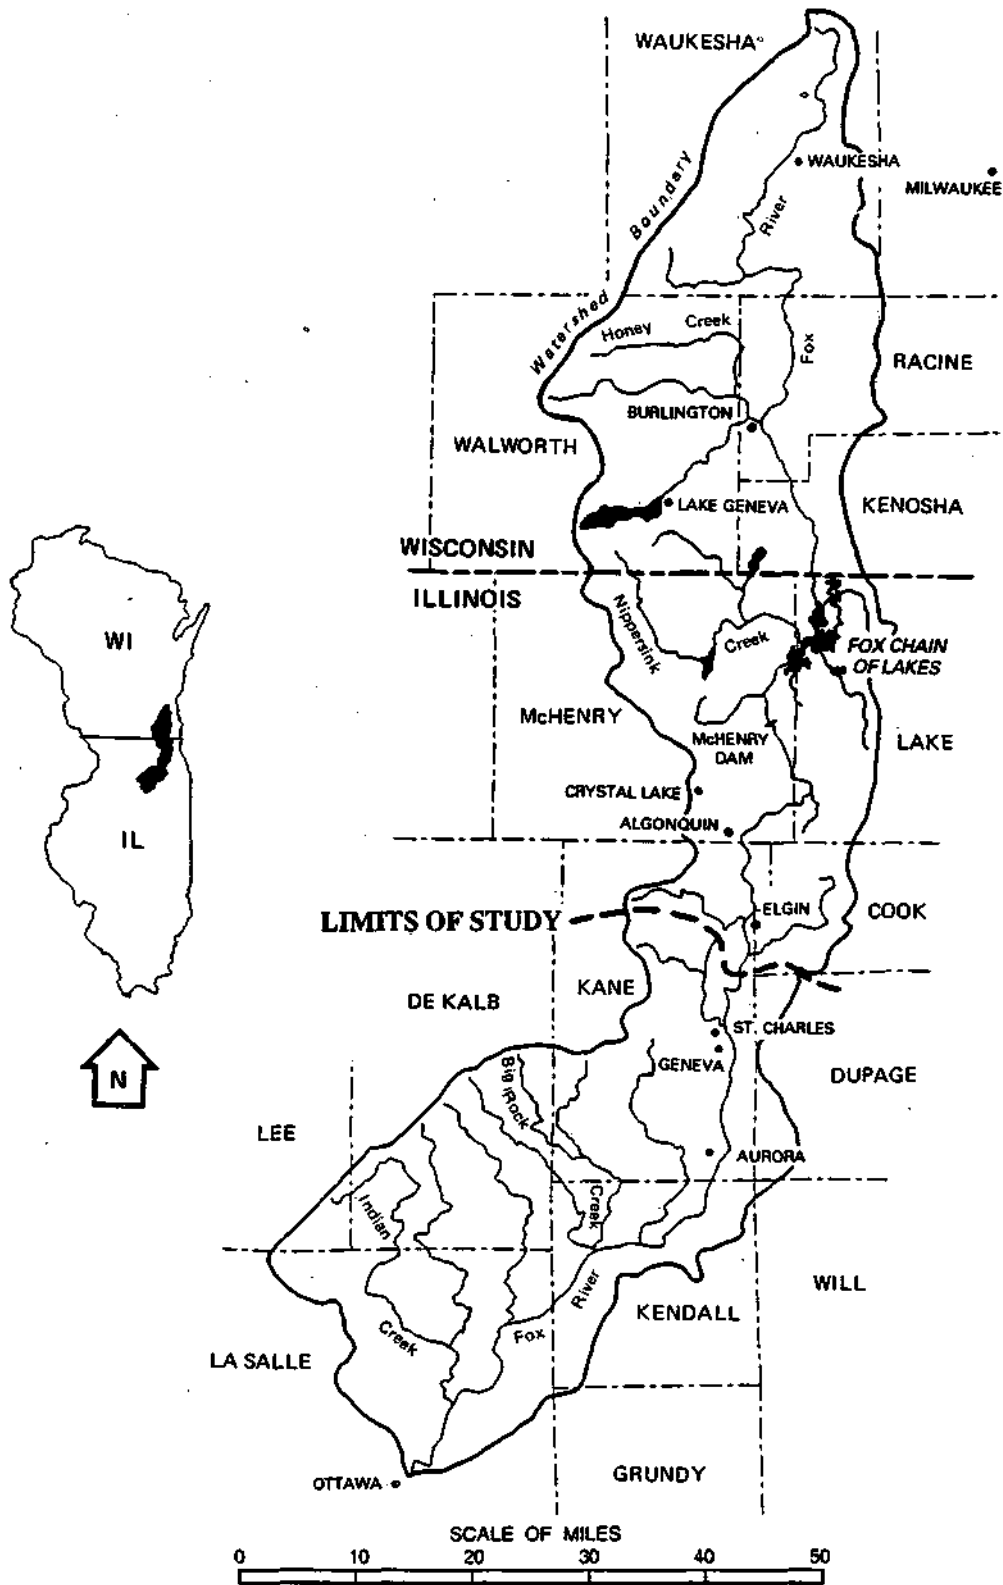 WAUKESHA
WAUKESHA
MILWAUKEE
River
Watershed Boundary
Honey Creek
Fox
RACINE
BURLINGTON
WALWORTH
LAKE GENEVA
KENOSHA
WISCONSIN
ILLINOIS
Nippersink
Creek
FOX CHAIN
OF LAKES
WI
IL
McHENRY
McHENRY
DAM
LAKE
CRYSTAL LAKE
ALGONQUIN
ELGIN
COOK
LIMITS OF STUDY
KANE
DE KALB
ST. CHARLES
GENEVA
DUPAGE
N
Big Rock
Creek
LEE
AURORA
Indian
Creek
River
Fox
KENDALL
WILL
LA SALLE
GRUNDY
OTTAWA
SCALE OF MILES
0 10 20 30 40 50